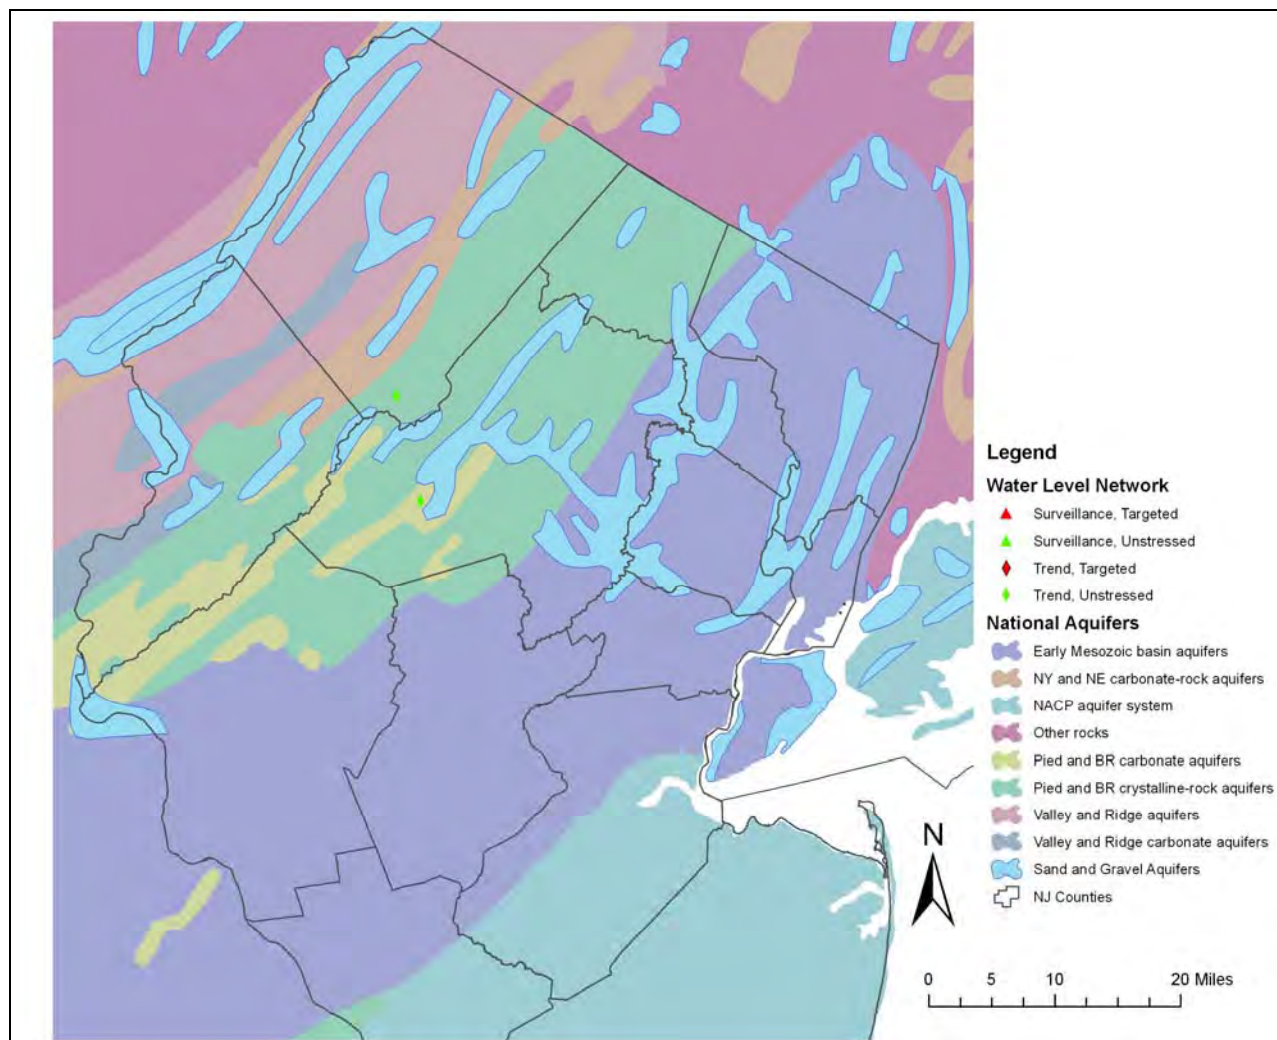 Legend
Water Level Network
Surveillance, Targeted
Surveillance, Unstressed
Trend, Targeted
Trend, Unstressed
National Aquifers
Early Mesozoic basin aquifers
NY and NE carbonate-rock aquifers
NACP aquifer system
Other rocks
Pied and BR carbonate aquifers
Pied and BR crystalline-rock aquifers
Valley and Ridge aquifers
Valley and Ridge carbonate aquifers
Sand and Gravel Aquifers
NJ Counties
N
0 5 10 20 Miles